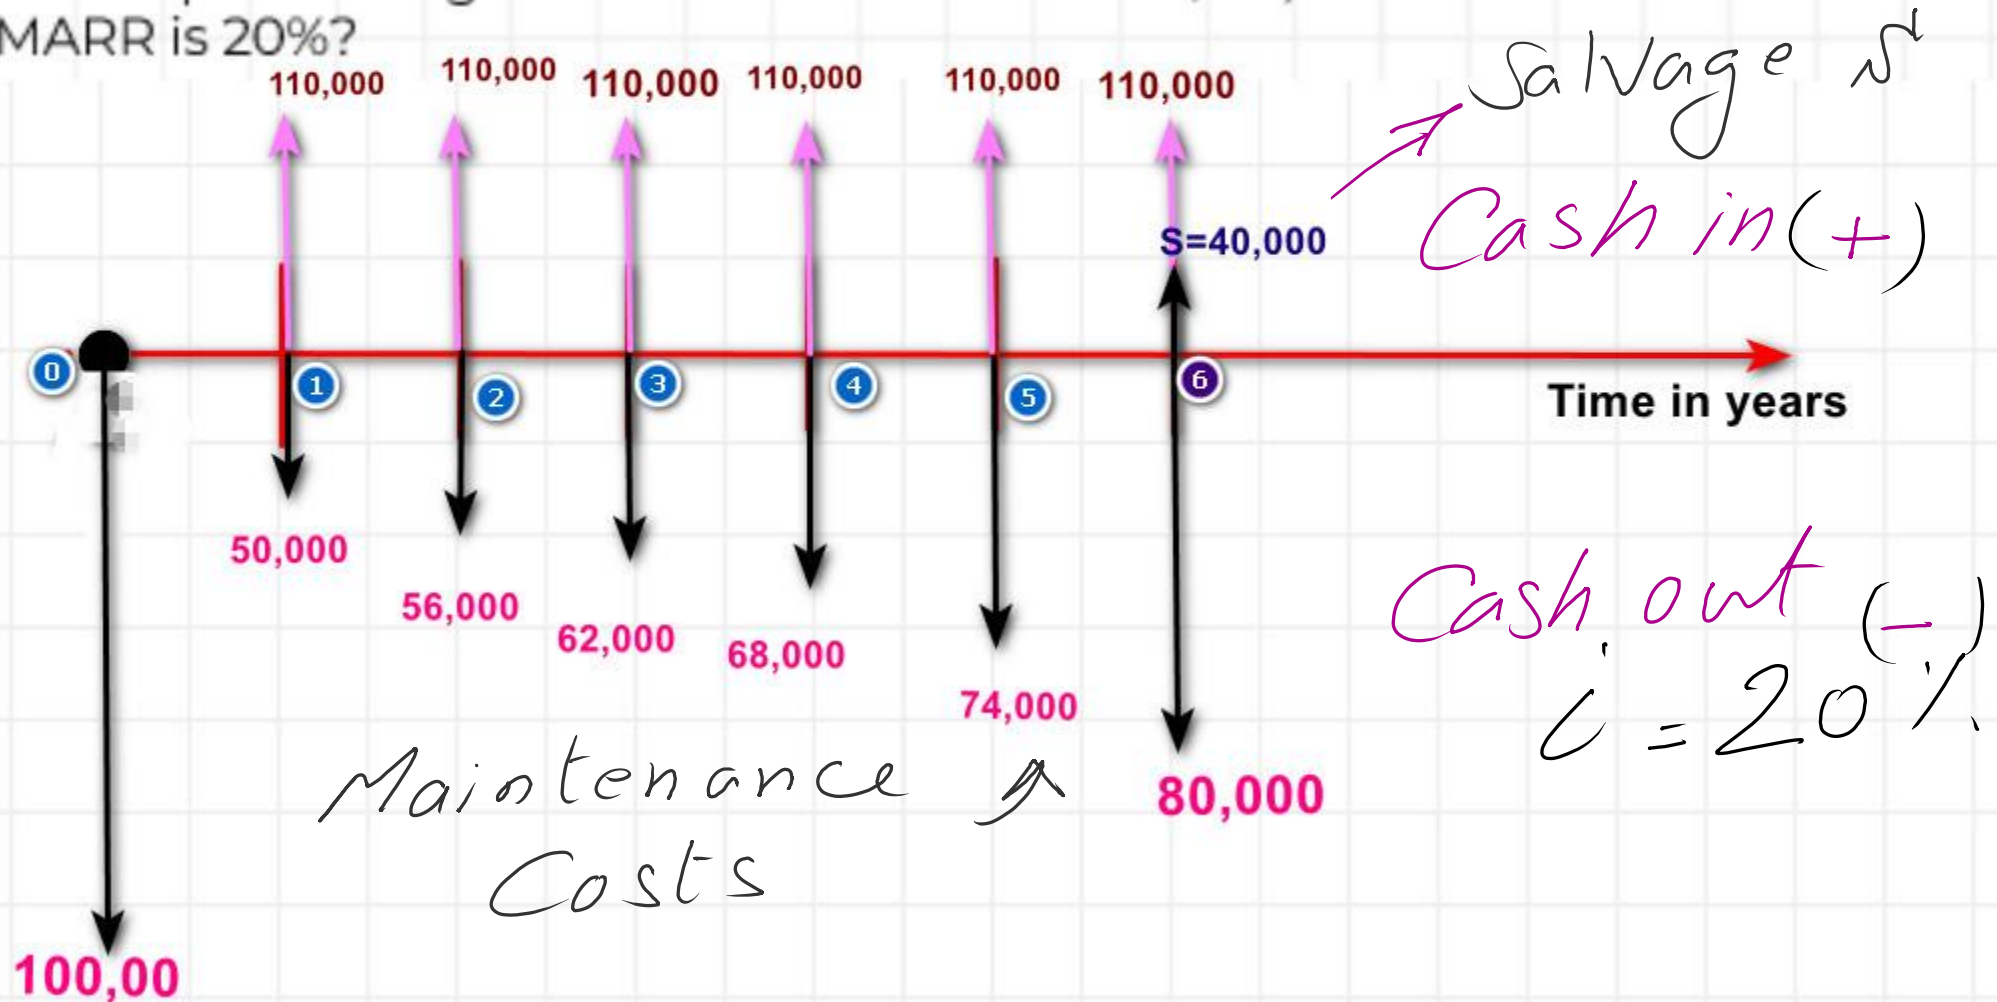 MARR is 20%?
110,000 110,000 110,000 110,000 110,000 110,000
Salvage
Cash in (+)
S=40,000
0 1 2 3 4 5 6
Time in years
50,000
56,000
62,000
68,000
74,000
80,000
Cash out (-)
i = 20%
Maintenance
Costs
100,00